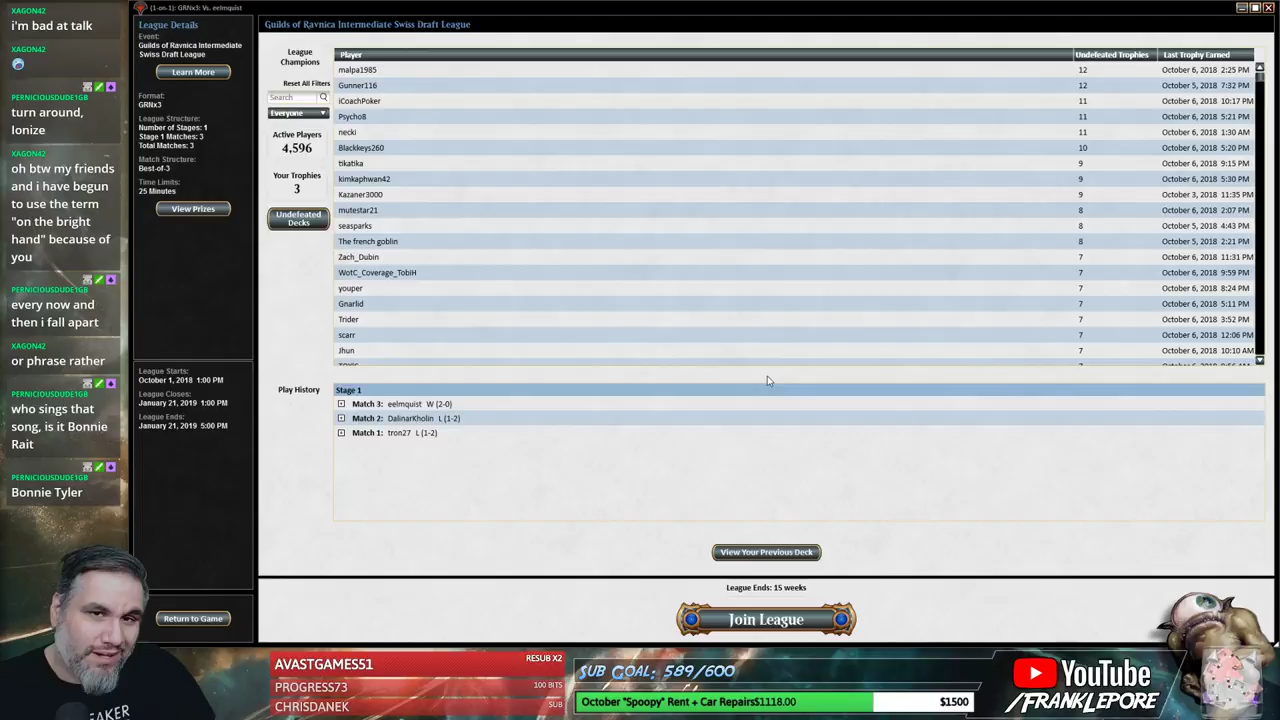 XAGON42
i'm bad at talk
XAGON42
PERNICIOUSDUDE1GB
turn around,
Ionize
XAGON42
oh btw my friends
and i have begun
to use the term
"on the bright
hand" because of
you
PERNICIOUSDUDE1GB
every now and
then i fall apart
XAGON42
or phrase rather
PERNICIOUSDUDE1GB
who sings that
song, is it Bonnie
Rait
PERNICIOUSDUDE1GB
Bonnie Tyler
(1-on-1): GRNx3: Vs. eelmquist
League Details
Event:
Guilds of Ravnica Intermediate
Swiss Draft League
Learn More
Format:
GRNx3
League Structure:
Number of Stages: 1
Stage 1 Matches: 3
Total Matches: 3
Match Structure:
Best-of-3
Time Limits:
25 Minutes
View Prizes
League Starts:
October 1, 2018 1:00 PM
League Closes:
January 21, 2019 1:00 PM
League Ends:
January 21, 2019 5:00 PM
Return to Game
Guilds of Ravnica Intermediate Swiss Draft League
League
Champions
Reset All Filters
Search
Everyone
Active Players
4,596
Your Trophies
3
Undefeated
Decks
Player Undefeated Trophies Last Trophy Earned
malpa1985 12 October 6, 2018 2:25 PM
Gunner116 12 October 5, 2018 7:32 PM
iCoachPoker 11 October 6, 2018 10:17 PM
Psycho8 11 October 6, 2018 5:21 PM
necki 11 October 6, 2018 1:30 AM
Blackkeys260 10 October 6, 2018 5:20 PM
tikatika 9 October 6, 2018 9:15 PM
kimkaphwan42 9 October 6, 2018 5:30 PM
Kazaner3000 9 October 3, 2018 11:35 PM
mutestar21 8 October 6, 2018 2:07 PM
seasparks 8 October 5, 2018 4:43 PM
The french goblin 8 October 5, 2018 2:21 PM
Zach_Dubin 7 October 6, 2018 11:31 PM
WotC_Coverage_TobiH 7 October 6, 2018 9:59 PM
youper 7 October 6, 2018 8:24 PM
Gnarlid 7 October 6, 2018 5:11 PM
Trider 7 October 6, 2018 3:52 PM
scarr 7 October 6, 2018 12:06 PM
Jhun 7 October 6, 2018 10:10 AM
Play History
Stage 1
Match 3: eelmquist W (2-0)
Match 2: DalinarKholin L (1-2)
Match 1: tron27 L (1-2)
View Your Previous Deck
League Ends: 15 weeks
Join League
AVASTGAMES51 RESUB X2
PROGRESS73 100 BITS
CHRISDANEK SUB
SUB GOAL: 589/600
October "Spoopy" Rent + Car Repairs $1118.00 $1500
YouTube
/FRANKLEPORE